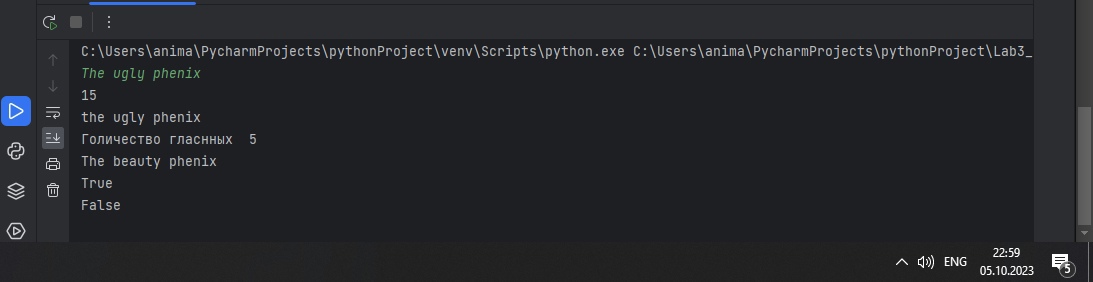 C:\Users\anima\PycharmProjects\pythonProject\venv\Scripts\python.exe C:\Users\anima\PycharmProjects\pythonProject\Lab3_
The ugly phenix
15
the ugly phenix
Голичество гласнных  5
The beauty phenix
True
False
ENG
22:59
05.10.2023
5